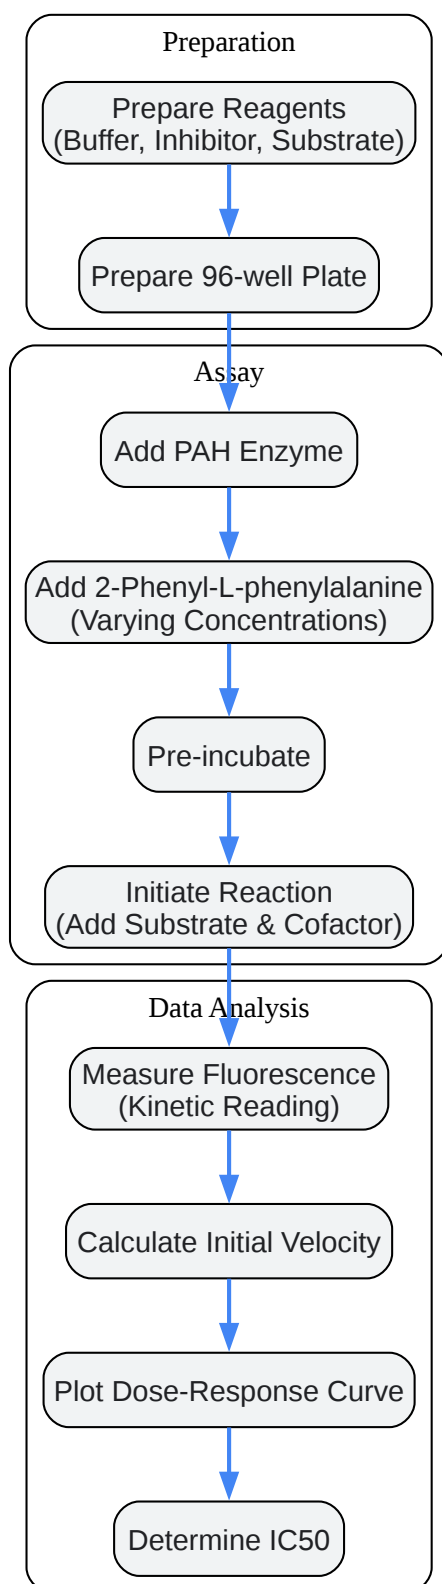 Preparation
Prepare Reagents
(Buffer, Inhibitor, Substrate)
Prepare 96-well Plate
Assay
Add PAH Enzyme
Add 2-Phenyl-L-phenylalanine
(Varying Concentrations)
Pre-incubate
Initiate Reaction
(Add Substrate & Cofactor)
Data Analysis
Measure Fluorescence
(Kinetic Reading)
Calculate Initial Velocity
Plot Dose-Response Curve
Determine IC50